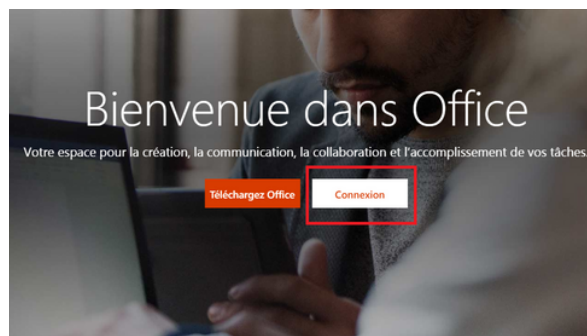 Bienvenue dans Office
Votre espace pour la création, la communication, la collaboration et l'accomplissement de vos tâches.
Téléchargez Office
Connexion